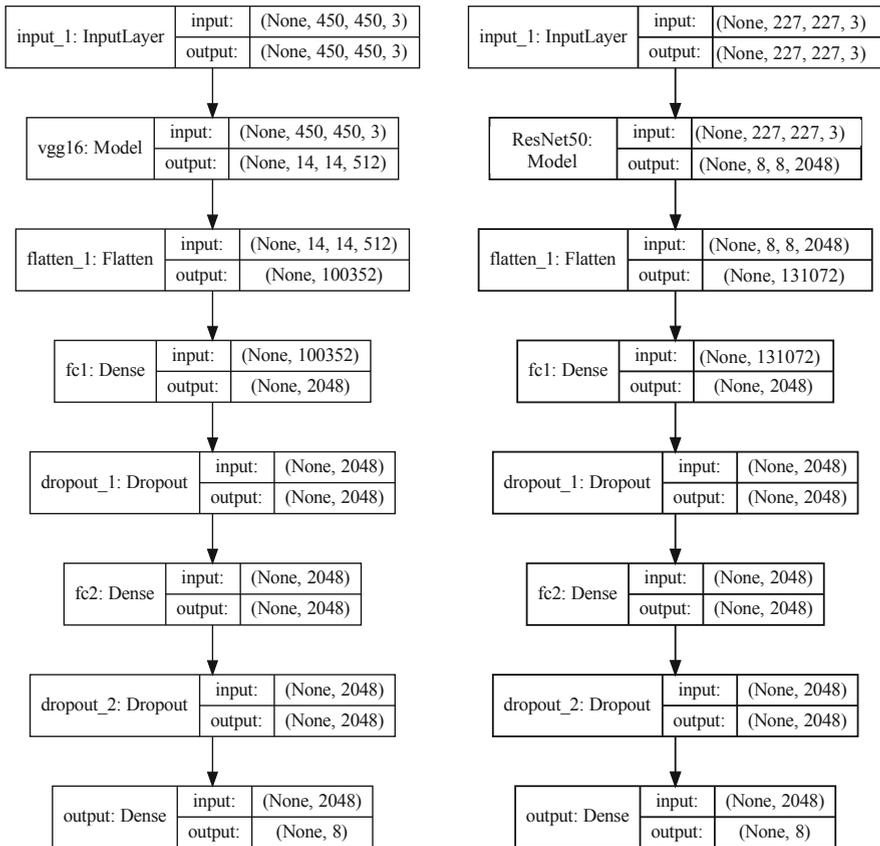 input_1: InputLayer
input:
(None, 450, 450, 3)
output:
(None, 450, 450, 3)
vgg16: Model
input:
(None, 450, 450, 3)
output:
(None, 14, 14, 512)
flatten_1: Flatten
input:
(None, 14, 14, 512)
output:
(None, 100352)
fc1: Dense
input:
(None, 100352)
output:
(None, 2048)
dropout_1: Dropout
input:
(None, 2048)
output:
(None, 2048)
fc2: Dense
input:
(None, 2048)
output:
(None, 2048)
dropout_2: Dropout
input:
(None, 2048)
output:
(None, 2048)
output: Dense
input:
(None, 2048)
output:
(None, 8)
input_1: InputLayer
input:
(None, 227, 227, 3)
output:
(None, 227, 227, 3)
ResNet50:
Model
input:
(None, 227, 227, 3)
output:
(None, 8, 8, 2048)
flatten_1: Flatten
input:
(None, 8, 8, 2048)
output:
(None, 131072)
fc1: Dense
input:
(None, 131072)
output:
(None, 2048)
dropout_1: Dropout
input:
(None, 2048)
output:
(None, 2048)
fc2: Dense
input:
(None, 2048)
output:
(None, 2048)
dropout_2: Dropout
input:
(None, 2048)
output:
(None, 2048)
output: Dense
input:
(None, 2048)
output:
(None, 8)